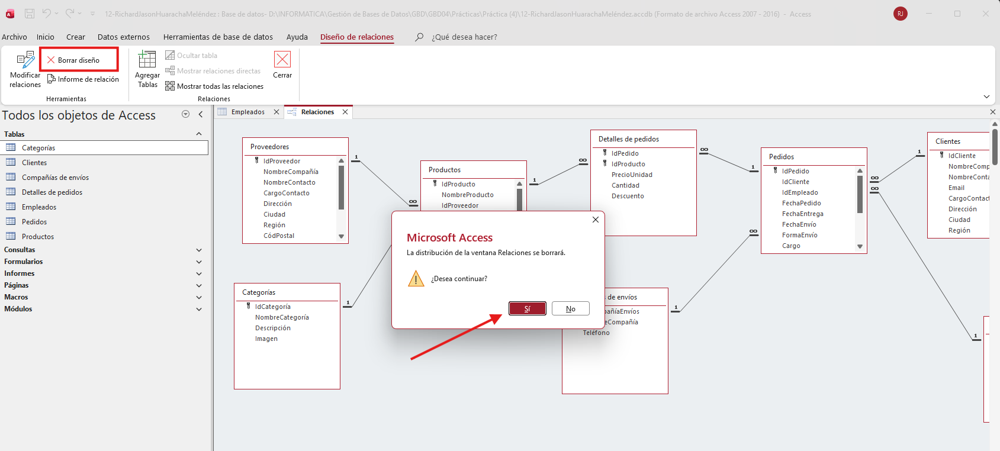 12-RichardJasonHuarachaMeléndez : Base de datos- D:\INFORMATICA\Gestión de Bases de Datos\GBD\GBD04\Prácticas\Práctica (4)\12-RichardJasonHuarachaMeléndez.accdb (Formato de archivo Access 2007 - 2016) - Access
RJ
Archivo Inicio Crear Datos externos Herramientas de base de datos Ayuda Diseño de relaciones ¿Qué desea hacer?
Modificar relaciones
Borrar diseño
Informe de relación
Herramientas
Agregar Tablas
Ocultar tabla
Mostrar relaciones directas
Mostrar todas las relaciones
Relaciones
Cerrar
Todos los objetos de Access
Tablas
Categorías
Clientes
Compañías de envíos
Detalles de pedidos
Empleados
Pedidos
Productos
Consultas
Formularios
Informes
Páginas
Macros
Módulos
Empleados
Relaciones
Proveedores
IdProveedor
NombreCompañía
NombreContacto
CargoContacto
Dirección
Ciudad
Región
CódPostal
1
∞
Productos
IdProducto
NombreProducto
IdProveedor
1
∞
Detalles de pedidos
IdPedido
IdProducto
PrecioUnidad
Cantidad
Descuento
∞
1
Pedidos
IdPedido
IdCliente
IdEmpleado
FechaPedido
FechaEntrega
FechaEnvío
FormaEnvío
Cargo
∞
∞
∞
1
Clientes
IdCliente
NombreComp
NombreConta
Email
CargoContact
Dirección
Ciudad
Región
Categorías
IdCategoría
NombreCategoría
Descripción
Imagen
1
Microsoft Access
La distribución de la ventana Relaciones se borrará.
¿Desea continuar?
Sí
No
s de envíos
pañíaEnvíos
eCompañía
Teléfono
1
1